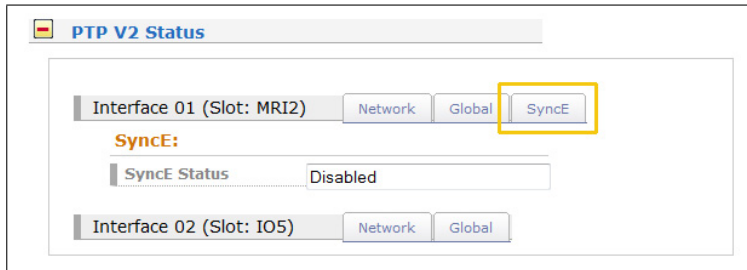 PTP V2 Status
Interface 01 (Slot: MRI2) Network Global SyncE
SyncE:
SyncE Status Disabled
Interface 02 (Slot: IO5) Network Global